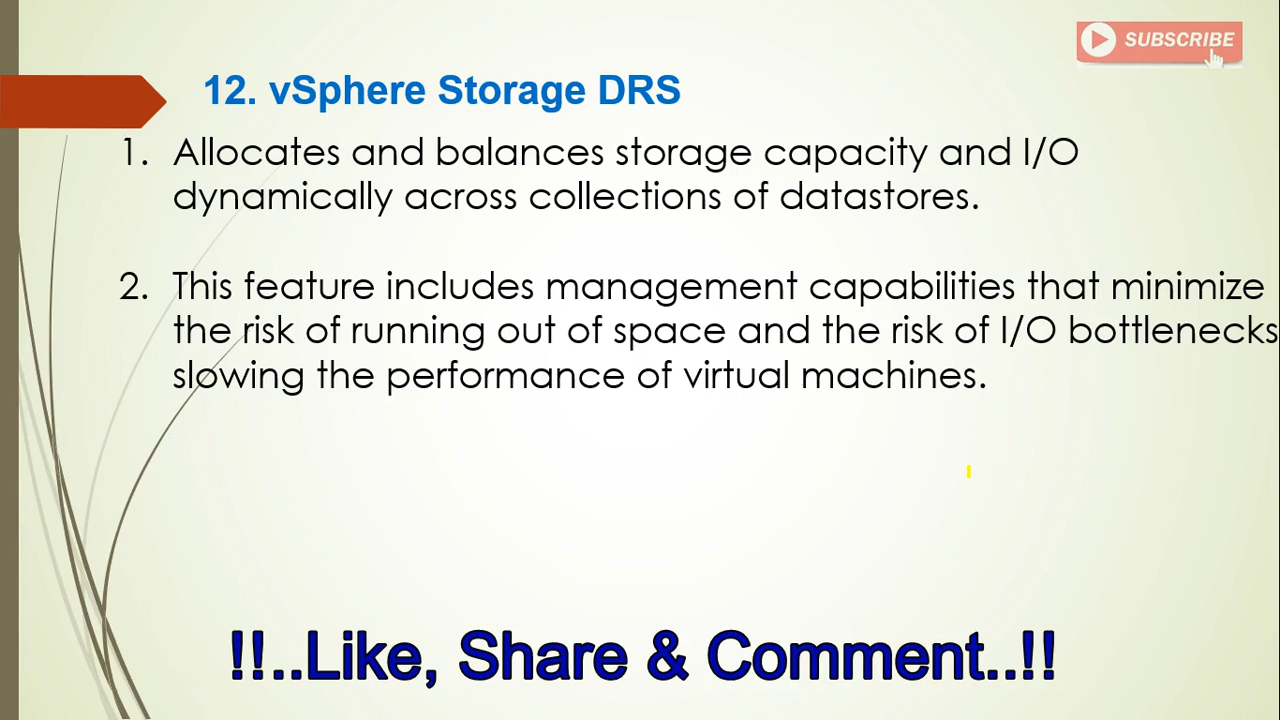 SUBSCRIBE
12. vSphere Storage DRS
1. Allocates and balances storage capacity and I/O
dynamically across collections of datastores.
2. This feature includes management capabilities that minimize
the risk of running out of space and the risk of I/O bottlenecks
slowing the performance of virtual machines.
!!..Like, Share & Comment..!!